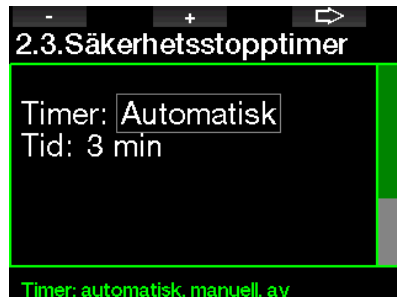 - +
2.3.Säkerhetsstopptimer
Timer: Automatisk
Tid: 3 min
Timer: automatisk, manuell, av